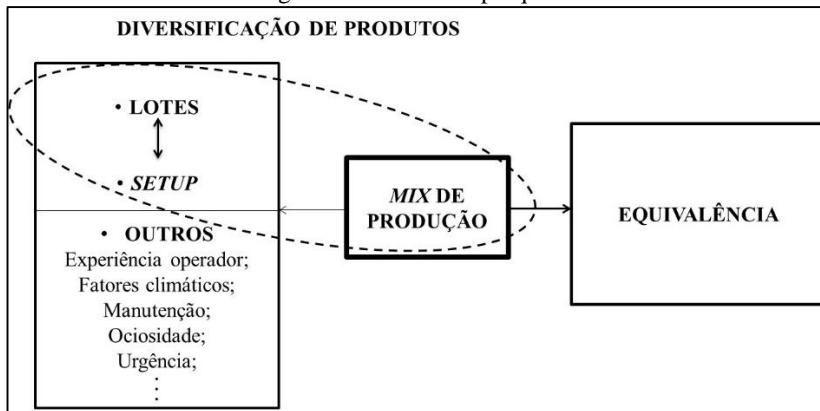 DIVERSIFICAÇÃO DE PRODUTOS
• LOTES
• SETUP
• OUTROS
Experiência operador;
Fatores climáticos;
Manutenção;
Ociosidade;
Urgência;
MIX DE
PRODUÇÃO
EQUIVALÊNCIA